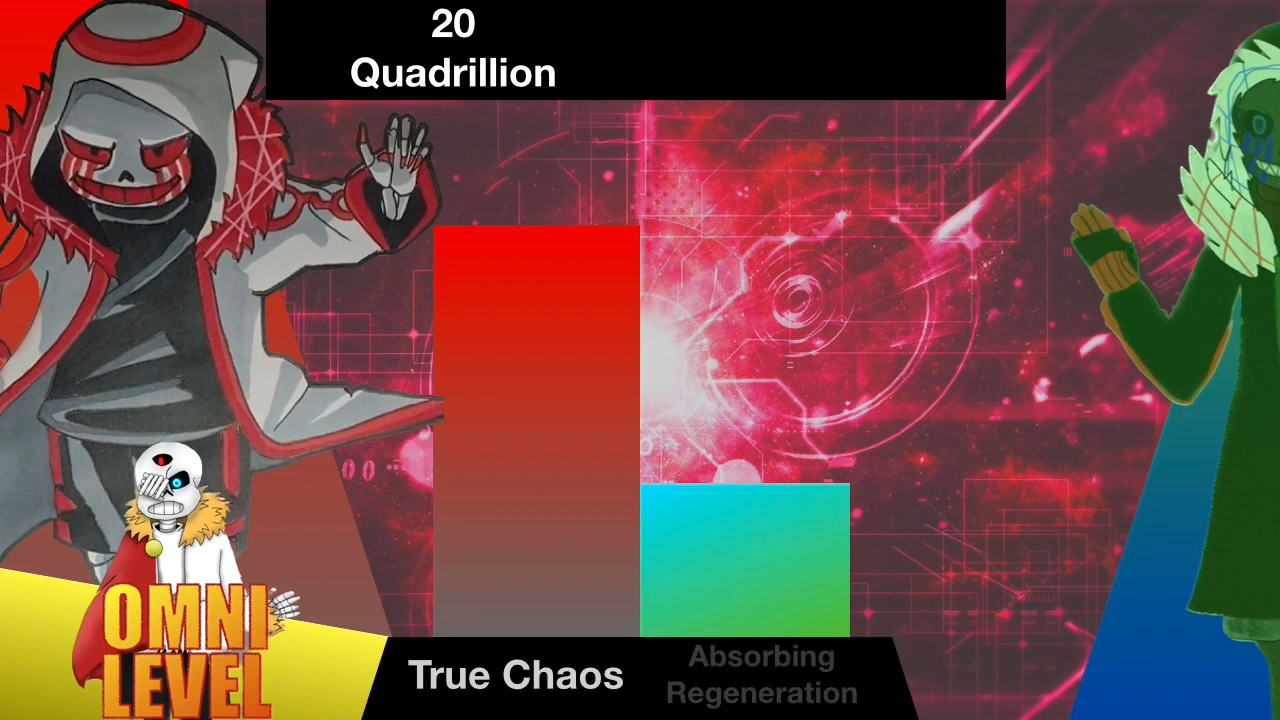 20
Quadrillion
OMNI
LEVEL
True Chaos
Absorbing
Regeneration